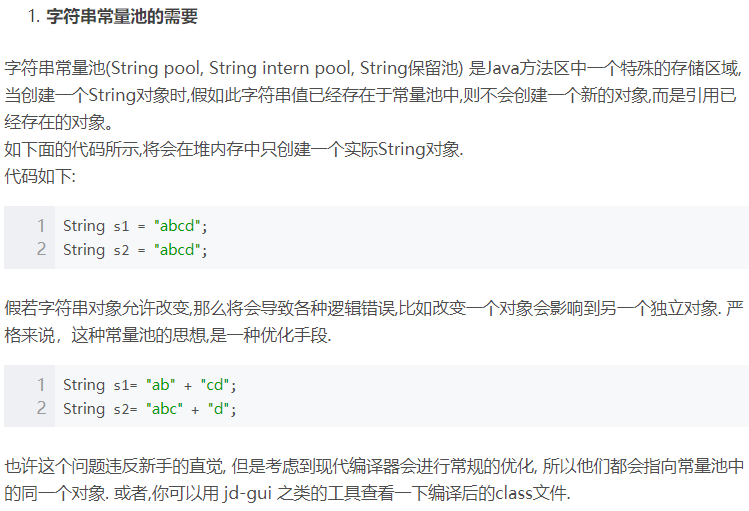 1. 字符串常量池的需要
字符串常量池(String pool, String intern pool, String保留池) 是Java方法区中一个特殊的存储区域,
当创建一个String对象时,假如此字符串值已经存在于常量池中,则不会创建一个新的对象,而是引用已
经存在的对象。
如下面的代码所示,将会在堆内存中只创建一个实际String对象.
代码如下:
1 String s1 = "abcd";
2 String s2 = "abcd";
假若字符串对象允许改变,那么将会导致各种逻辑错误,比如改变一个对象会影响到另一个独立对象. 严
格来说，这种常量池的思想,是一种优化手段.
1 String s1= "ab" + "cd";
2 String s2= "abc" + "d";
也许这个问题违反新手的直觉, 但是考虑到现代编译器会进行常规的优化, 所以他们都会指向常量池中
的同一个对象. 或者,你可以用 jd-gui 之类的工具查看一下编译后的class文件.